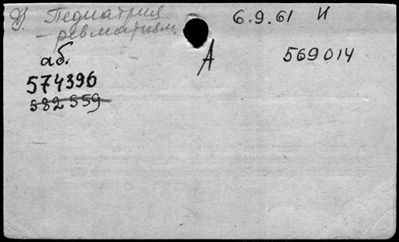 Педиатрия 6.9.61 И
- ревматизм.
аб. А 569014
574396
582559